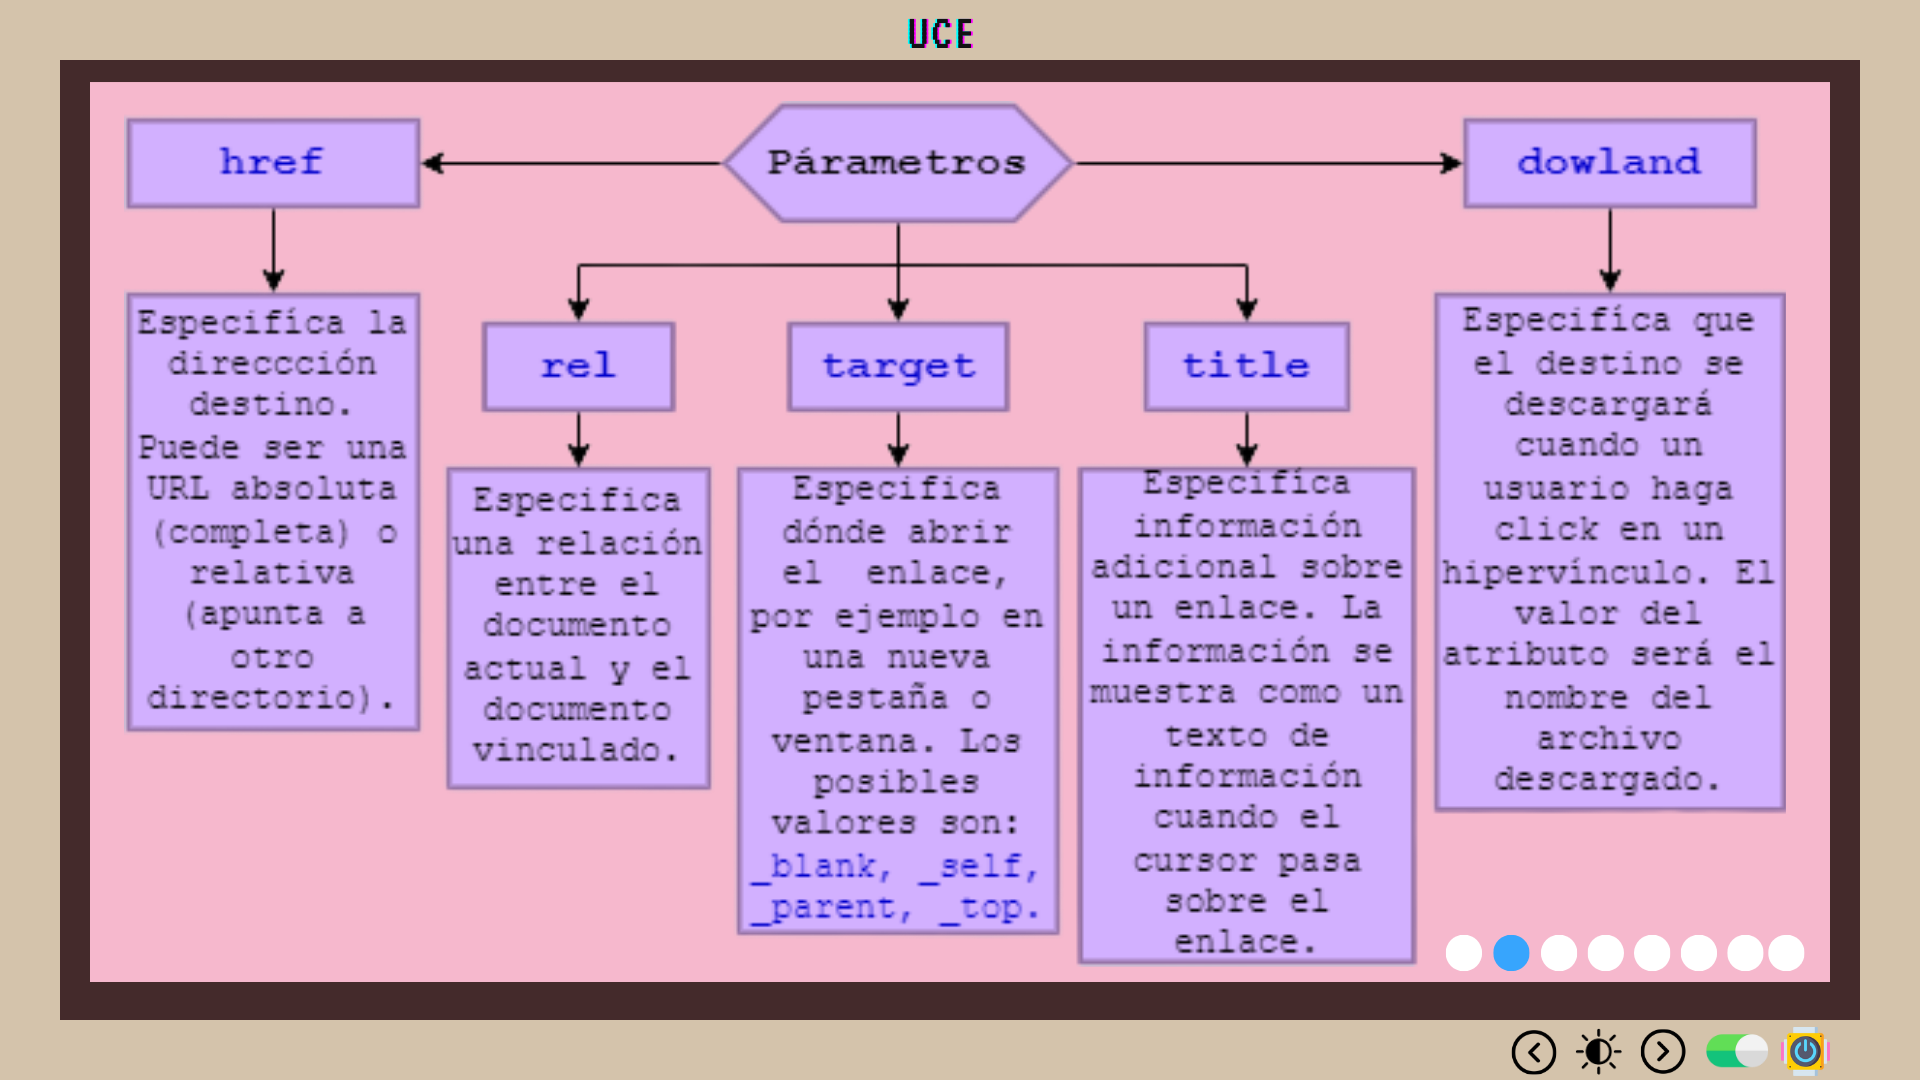 UCE
Párametros
href
dowland
Especifíca la
direccción
destino.
Puede ser una
URL absoluta
(completa) o
relativa
(apunta a
otro
directorio).
rel
target
title
Especifica
una relación
entre el
documento
actual y el
documento
vinculado.
Especifica
dónde abrir
el  enlace,
por ejemplo en
una nueva
pestaña o
ventana. Los
posibles
valores son:
_blank, _self,
_parent, _top.
Especifíca
información
adicional sobre
un enlace. La
información se
muestra como un
texto de
información
cuando el
cursor pasa
sobre el
enlace.
Especifíca que
el destino se
descargará
cuando un
usuario haga
click en un
hipervínculo. El
valor del
atributo será el
nombre del
archivo
descargado.